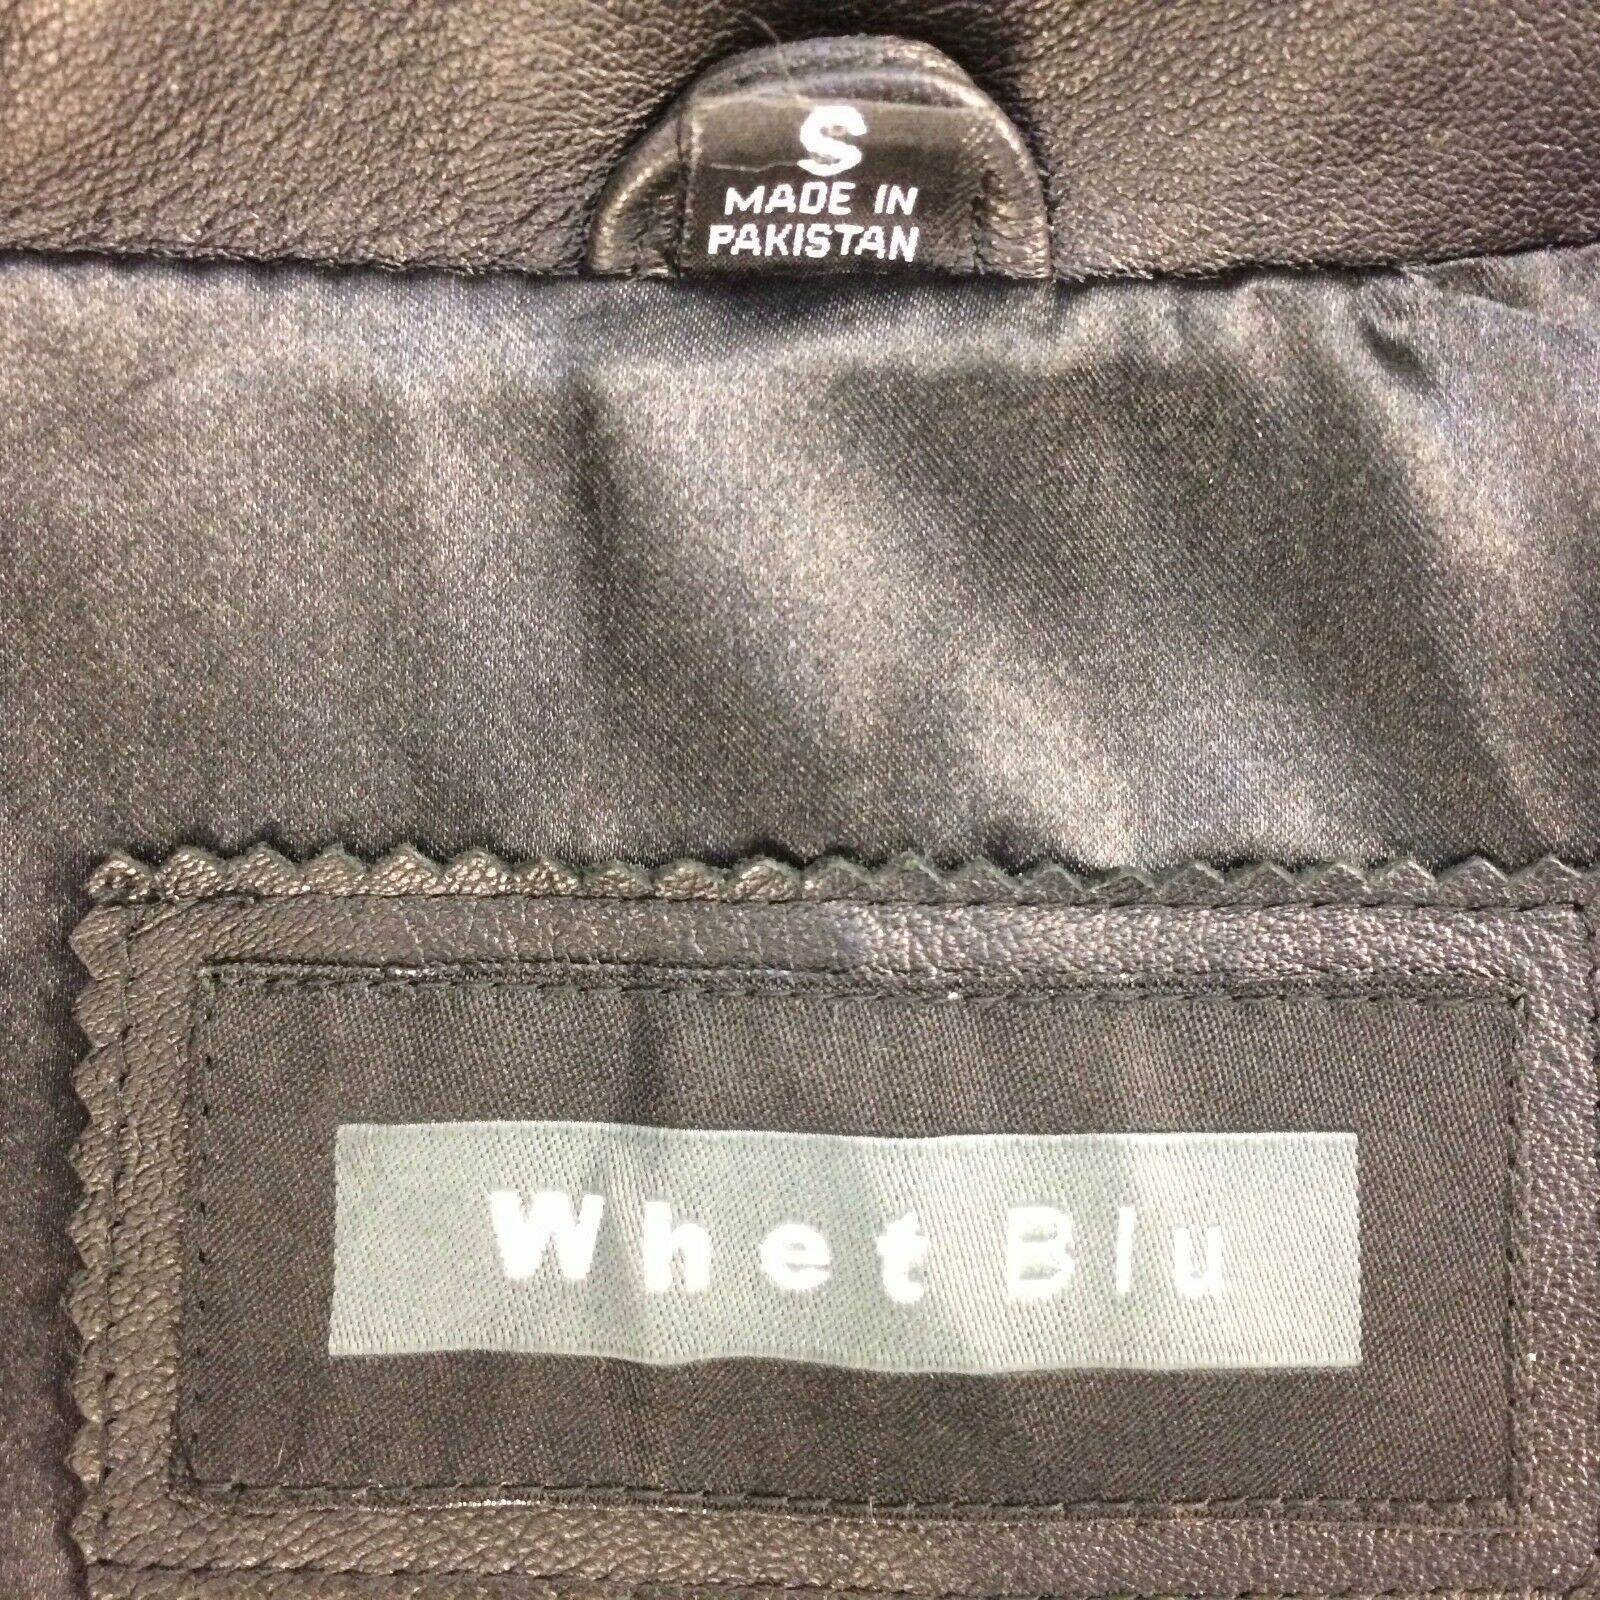 S
MADE IN
PAKISTAN
Whet Blu